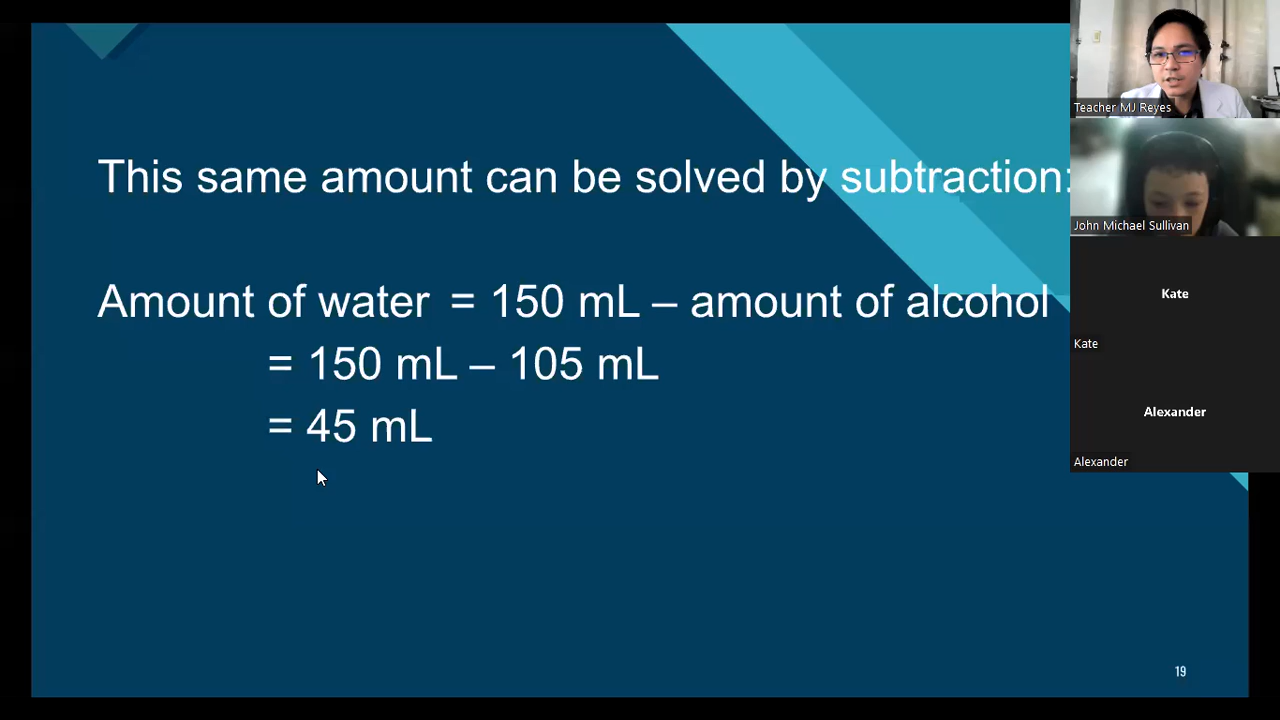 This same amount can be solved by subtraction:
Amount of water = 150 mL – amount of alcohol
= 150 mL – 105 mL
= 45 mL
19
Teacher MJ Reyes
John Michael Sullivan
Kate
Kate
Alexander
Alexander